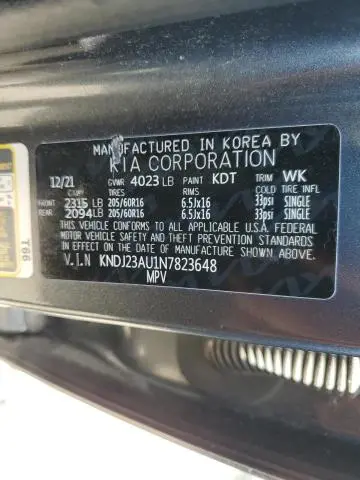 MANUFACTURED IN KOREA BY
KIA CORPORATION
12/21 GVWR 4023 LB PAINT KDT TRIM WK
GAWR TIRES RIMS COLD TIRE INFL
FRONT 2315 LB 205/60R16 6.5Jx16 33psi SINGLE
REAR 2094LB 205/60R16 6.5Jx16 33psi SINGLE
THIS VEHICLE CONFORMS TO ALL APPLICABLE U.S.A. FEDERAL
MOTOR VEHICLE SAFETY AND THEFT PREVENTION STANDARDS
IN EFFECT ON THE DATE OF MANUFACTURE SHOWN ABOVE.
V.I.N KNDJ23AU1N7823648
MPV
T66